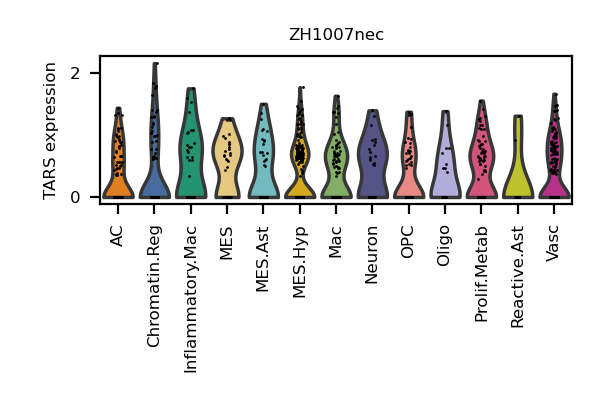 ZH1007nec
TARS expression
2
0
AC
Chromatin.Reg
Inflammatory.Mac
MES
MES.Ast
MES.Hyp
Mac
Neuron
OPC
Oligo
Prolif.Metab
Reactive.Ast
Vasc